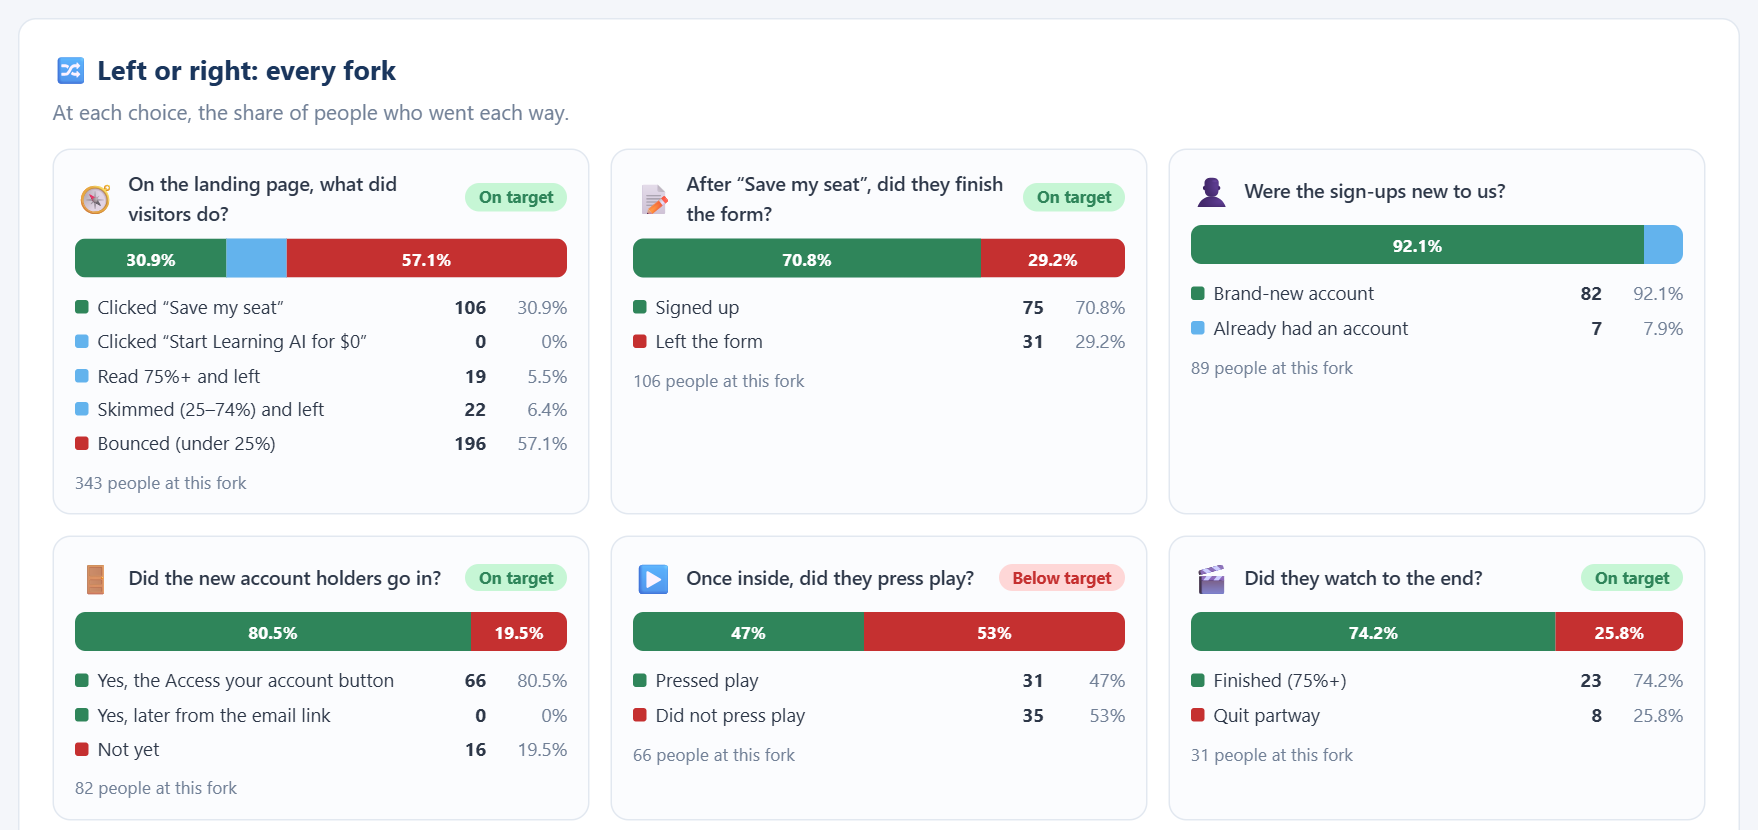 Left or right: every fork
At each choice, the share of people who went each way.
On the landing page, what did
visitors do?
On target
30.9%
57.1%
Clicked “Save my seat” 106 30.9%
Clicked “Start Learning AI for $0” 0 0%
Read 75%+ and left 19 5.5%
Skimmed (25–74%) and left 22 6.4%
Bounced (under 25%) 196 57.1%
343 people at this fork
After “Save my seat”, did they finish
the form?
On target
70.8%
29.2%
Signed up 75 70.8%
Left the form 31 29.2%
106 people at this fork
Were the sign-ups new to us?
92.1%
Brand-new account 82 92.1%
Already had an account 7 7.9%
89 people at this fork
Did the new account holders go in?
On target
80.5%
19.5%
Yes, the Access your account button 66 80.5%
Yes, later from the email link 0 0%
Not yet 16 19.5%
82 people at this fork
Once inside, did they press play?
Below target
47%
53%
Pressed play 31 47%
Did not press play 35 53%
66 people at this fork
Did they watch to the end?
On target
74.2%
25.8%
Finished (75%+) 23 74.2%
Quit partway 8 25.8%
31 people at this fork